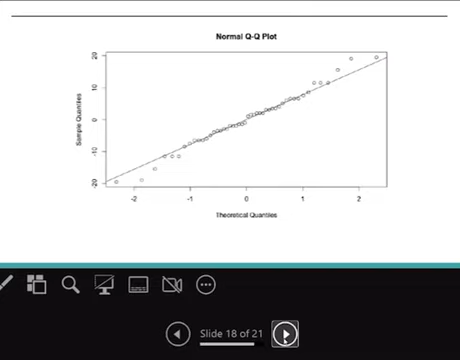 Normal Q-Q Plot
Sample Quantiles
20
10
0
-10
-20
-2
-1
0
1
2
Theoretical Quantiles
Slide 18 of 21